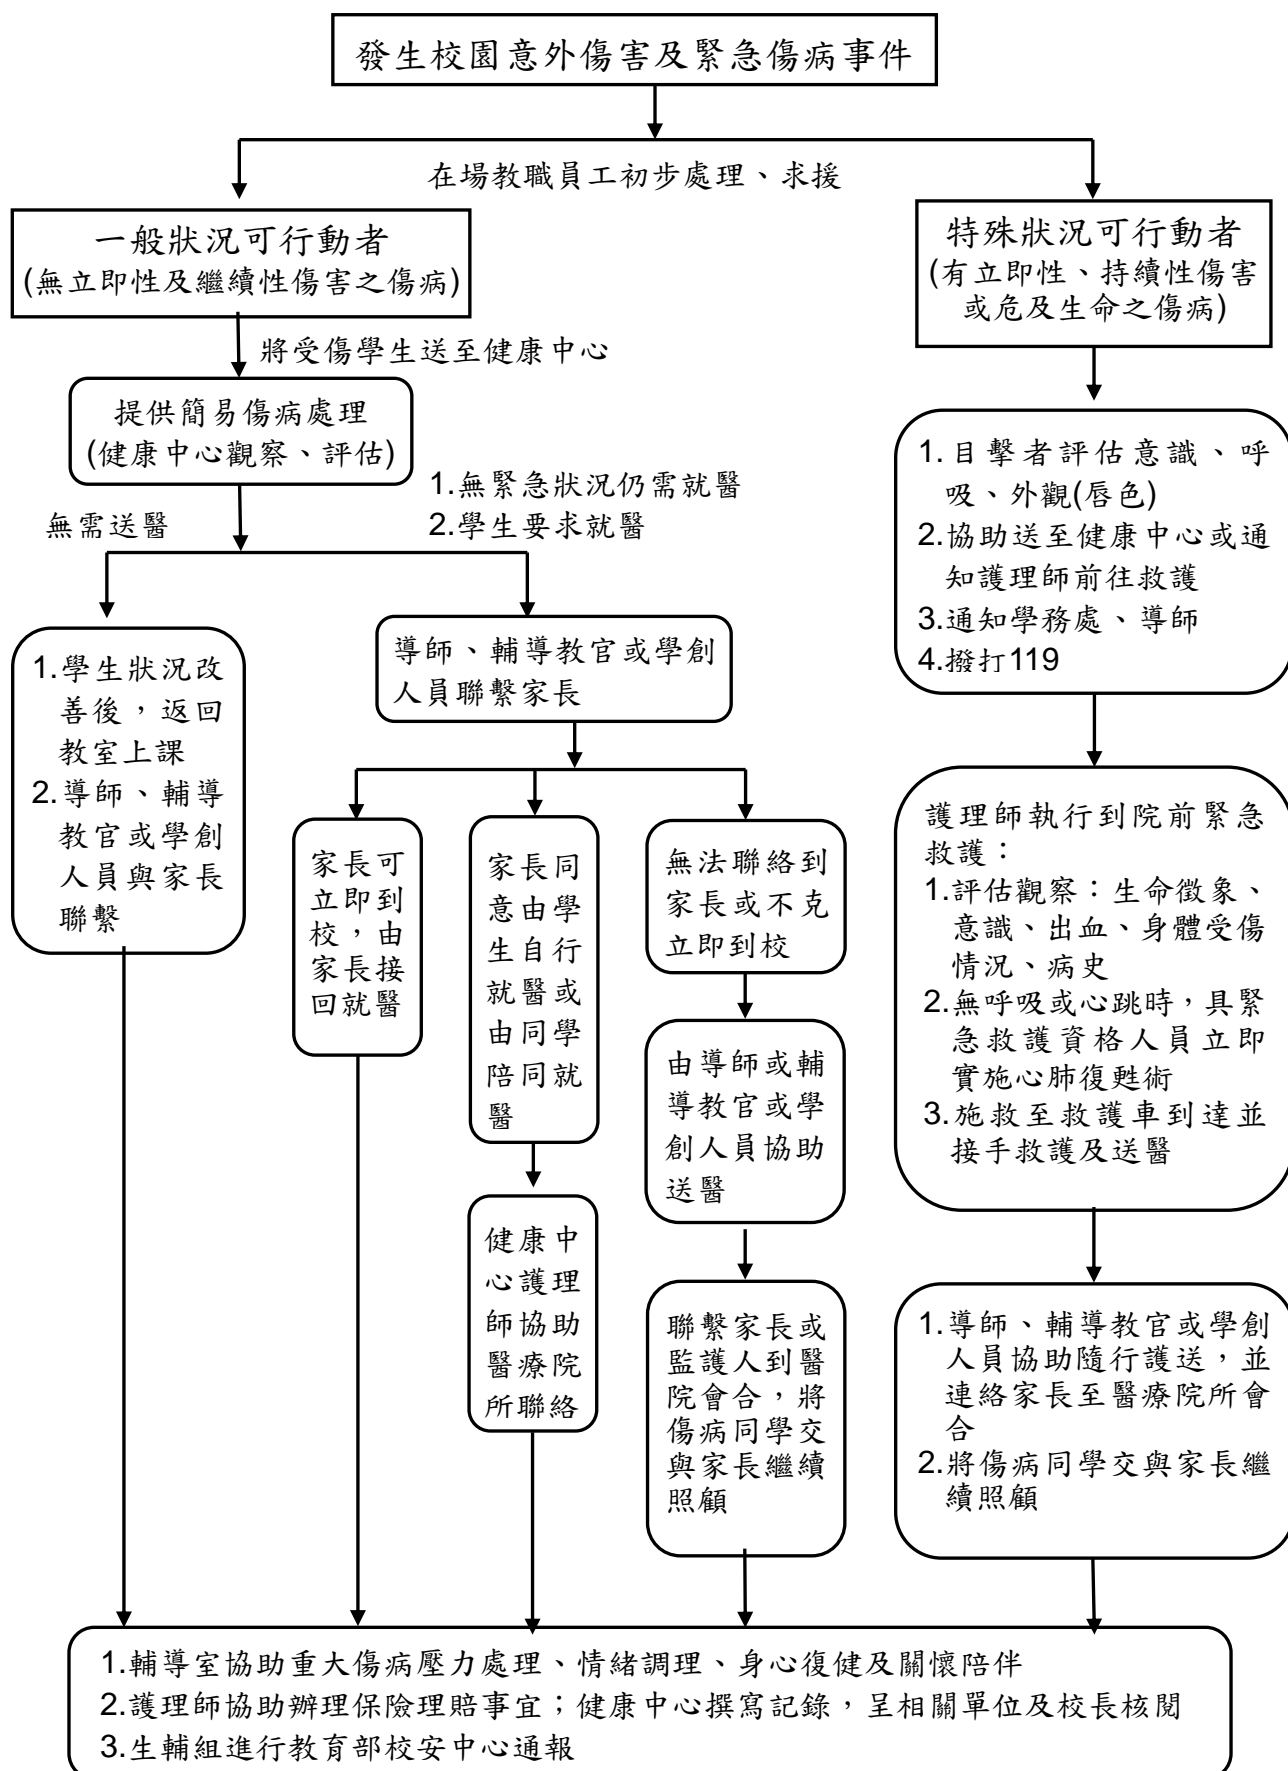 發生校園意外傷害及緊急傷病事件
在場教職員工初步處理、求援
一般狀況可行動者
(無立即性及繼續性傷害之傷病)
特殊狀況可行動者
(有立即性、持續性傷害
或危及生命之傷病)
將受傷學生送至健康中心
提供簡易傷病處理
(健康中心觀察、評估)
無需送醫
1.無緊急狀況仍需就醫
2.學生要求就醫
1.目擊者評估意識、呼
吸、外觀(唇色)
2.協助送至健康中心或通
知護理師前往救護
3.通知學務處、導師
4.撥打119
1.學生狀況改
善後，返回
教室上課
2.導師、輔導
教官或學創
人員與家長
聯繫
導師、輔導教官或學創
人員聯繫家長
家長可
立即到
校，由
家長接
回就醫
家長同
意由學
生自行
就醫或
由同學
陪同就
醫
無法聯絡到
家長或不克
立即到校
護理師執行到院前緊急
救護：
1.評估觀察：生命徵象、
意識、出血、身體受傷
情況、病史
2.無呼吸或心跳時，具緊
急救護資格人員立即
實施心肺復甦術
3.施救至救護車到達並
接手救護及送醫
由導師或輔
導教官或學
創人員協助
送醫
健康中
心護理
師協助
醫療院
所聯絡
聯繫家長或
監護人到醫
院會合，將
傷病同學交
與家長繼續
照顧
1.導師、輔導教官或學創
人員協助隨行護送，並
連絡家長至醫療院所會
合
2.將傷病同學交與家長繼
續照顧
1.輔導室協助重大傷病壓力處理、情緒調理、身心復健及關懷陪伴
2.護理師協助辦理保險理賠事宜；健康中心撰寫記錄，呈相關單位及校長核閱
3.生輔組進行教育部校安中心通報